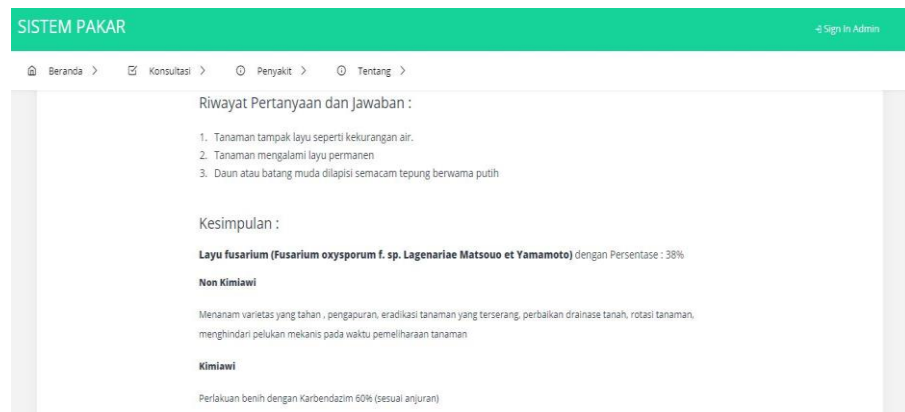 SISTEM PAKAR
Sign In Admin
Beranda > Konsultasi > Penyakit > Tentang >
Riwayat Pertanyaan dan Jawaban :
1. Tanaman tampak layu seperti kekurangan air.
2. Tanaman mengalami layu permanen
3. Daun atau batang muda dilapisi semacam tepung berwarna putih
Kesimpulan :
Layu fusarium (Fusarium oxysporum f. sp. Lagenariae Matsouo et Yamamoto) dengan Persentase : 38%
Non Kimiawi
Menanam varietas yang tahan , pengapuran, eradikasi tanaman yang terserang, perbaikan drainase tanah, rotasi tanaman,
menghindari pelukan mekanis pada waktu pemeliharaan tanaman
Kimiawi
Perlakuan benih dengan Karbendazim 60% (sesuai anjuran)